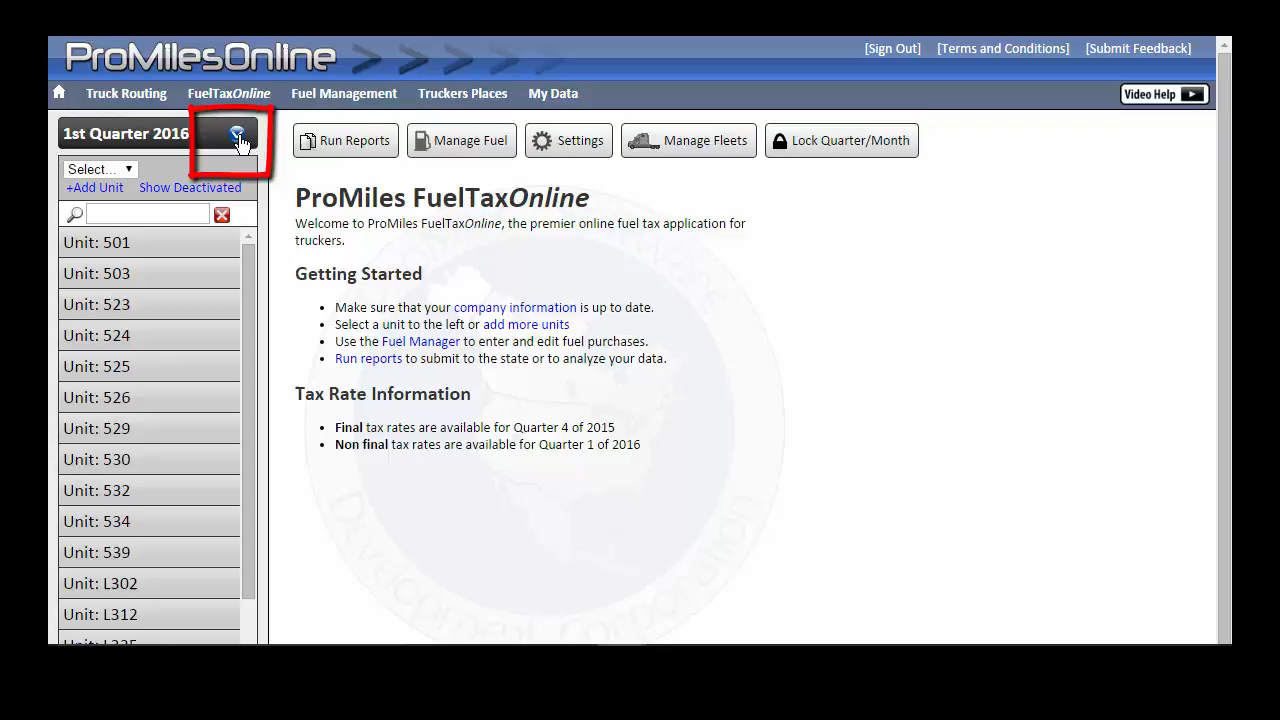 ProMilesOnline
[Sign Out] [Terms and Conditions] [Submit Feedback]
Truck Routing FuelTaxOnline Fuel Management Truckers Places My Data
Video Help
1st Quarter 2016
Run Reports Manage Fuel Settings Manage Fleets Lock Quarter/Month
Select...
+Add Unit Show Deactivated
Unit: 501
Unit: 503
Unit: 523
Unit: 524
Unit: 525
Unit: 526
Unit: 529
Unit: 530
Unit: 532
Unit: 534
Unit: 539
Unit: L302
Unit: L312
ProMiles FuelTaxOnline
Welcome to ProMiles FuelTaxOnline, the premier online fuel tax application for
truckers.
Getting Started
• Make sure that your company information is up to date.
• Select a unit to the left or add more units
• Use the Fuel Manager to enter and edit fuel purchases.
• Run reports to submit to the state or to analyze your data.
Tax Rate Information
• Final tax rates are available for Quarter 4 of 2015
• Non final tax rates are available for Quarter 1 of 2016
Development Corporation